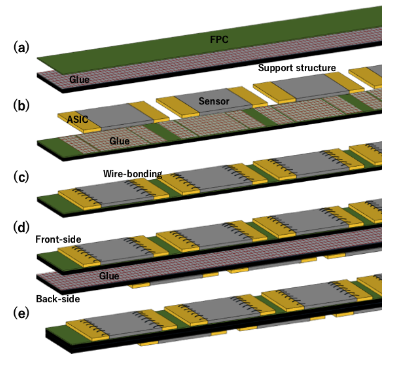 (a)
FPC
Glue
Support structure
(b)
Sensor
ASIC
Glue
(c)
Wire-bonding
(d)
Front-side
Glue
Back-side
(e)